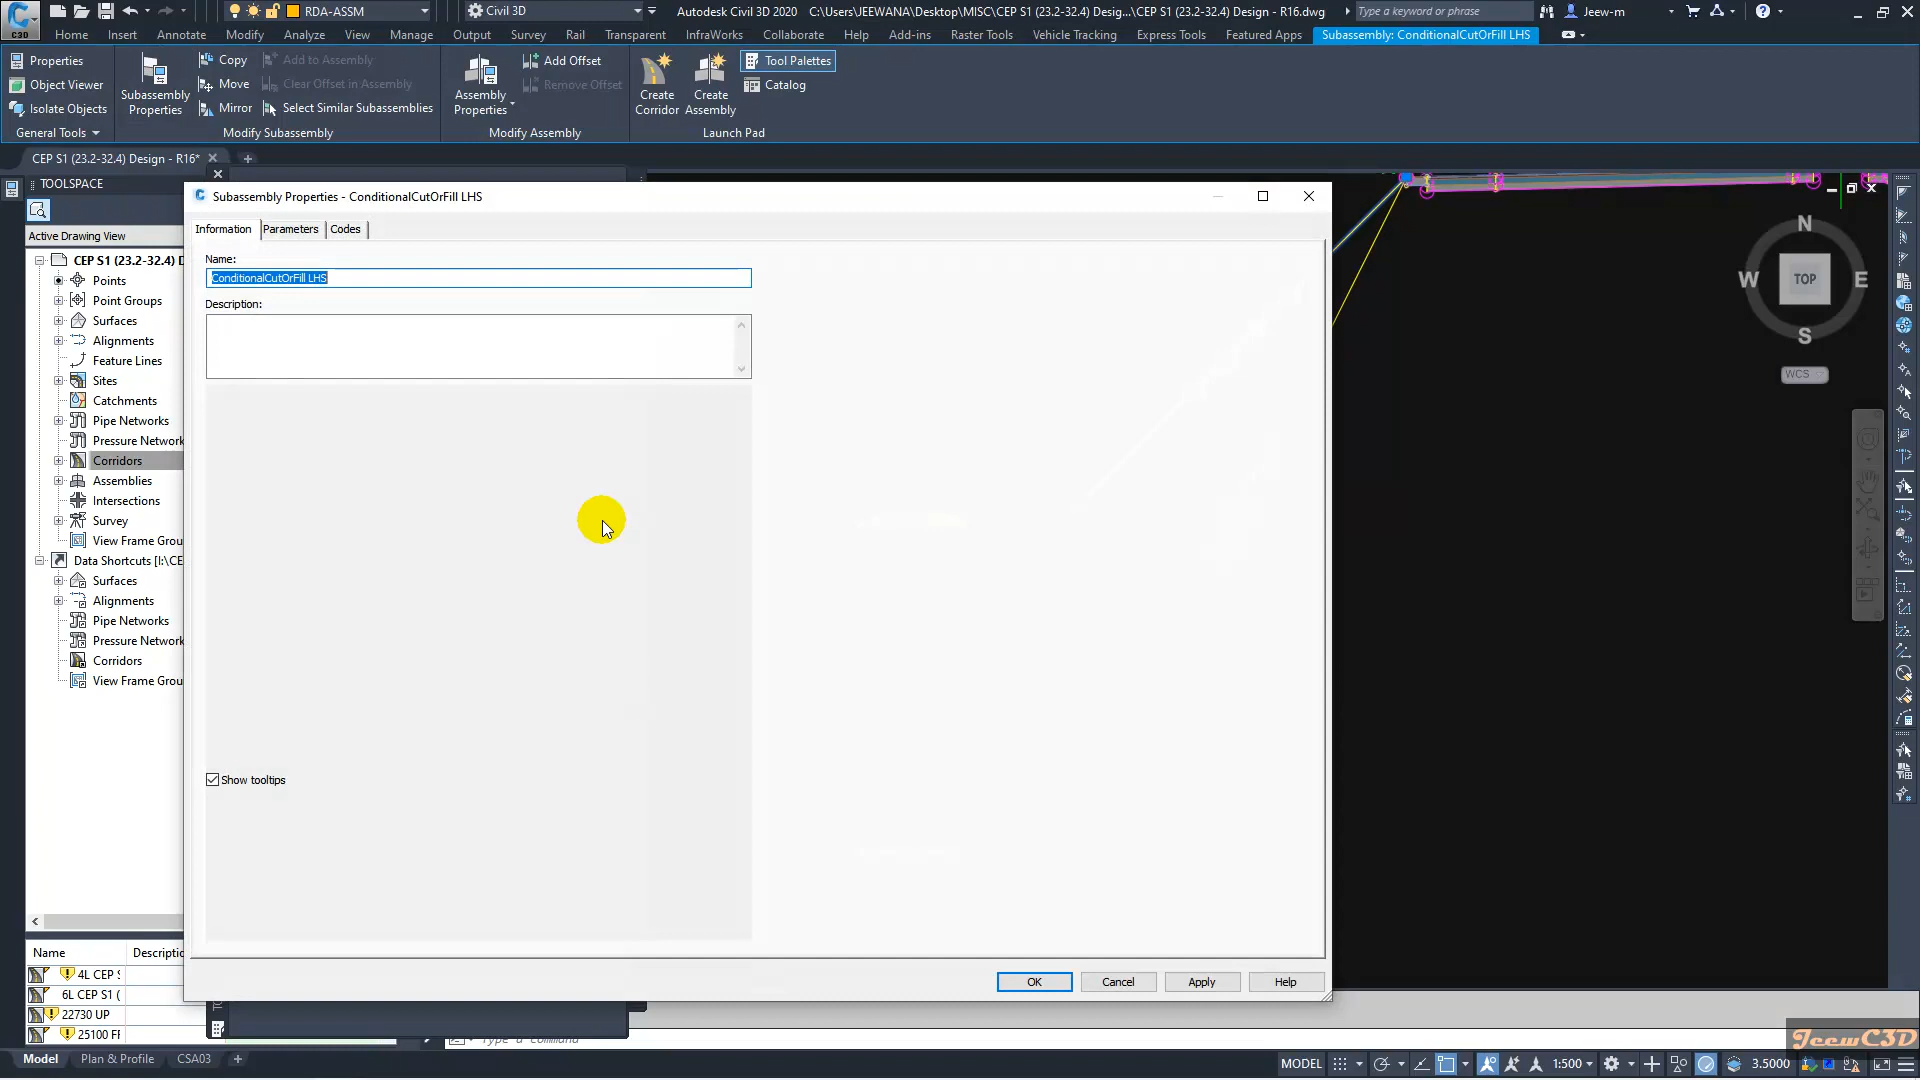 RDA-ASSM
Civil 3D
Autodesk Civil 3D 2020 C:\Users\JEEWANA\Desktop\MISC\CEP S1 (23.2-32.4) Desig...\CEP S1 (23.2-32.4) Design - R16.dwg
Type a keyword or phrase
Jeew-m
C3D
Home Insert Annotate Modify Analyze View Manage Output Survey Rail Transparent InfraWorks Collaborate Help Add-ins Raster Tools Vehicle Tracking Express Tools Featured Apps Subassembly: ConditionalCutOrFill LHS
Properties
Object Viewer
Isolate Objects
General Tools
Subassembly Properties
Copy
Move
Mirror
Add to Assembly
Clear Offset in Assembly
Select Similar Subassemblies
Modify Subassembly
Assembly Properties
Add Offset
Remove Offset
Modify Assembly
Create Corridor
Create Assembly
Tool Palettes
Catalog
Launch Pad
CEP S1 (23.2-32.4) Design - R16*
TOOLSPACE
Active Drawing View
CEP S1 (23.2-32.4) D
Points
Point Groups
Surfaces
Alignments
Feature Lines
Sites
Catchments
Pipe Networks
Pressure Network
Corridors
Assemblies
Intersections
Survey
View Frame Grou
Data Shortcuts [I:\CE
Surfaces
Alignments
Pipe Networks
Pressure Network
Corridors
View Frame Grou
Name Descriptio
4L CEP S
6L CEP S1 (
22730 UP
25100 FF
Subassembly Properties - ConditionalCutOrFill LHS
Information Parameters Codes
Name:
ConditionalCutOrFill LHS
Description:
Show tooltips
OK Cancel Apply Help
N
W TOP E
S
WCS
Type a command
JeewC3D
Model Plan & Profile CSA03
MODEL 1:500 3.5000